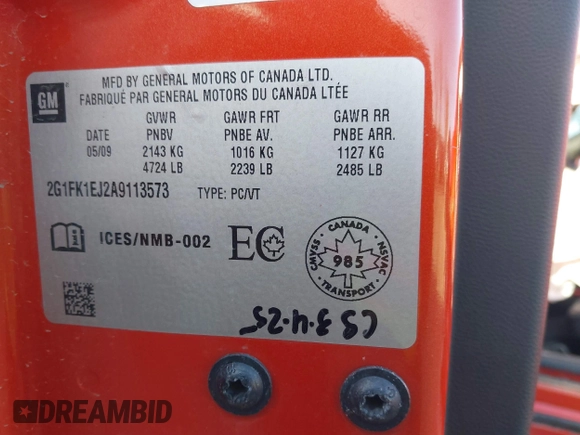 MFD BY GENERAL MOTORS OF CANADA LTD.
FABRIQUÉ PAR GENERAL MOTORS DU CANADA LTÉE
GM
GVWR GAWR FRT GAWR RR
DATE PNBV PNBE AV. PNBE ARR.
05/09 2143 KG 1016 KG 1127 KG
4724 LB 2239 LB 2485 LB
2G1FK1EJ2A9113573 TYPE: PC/VT
ICES/NMB-002 EC
CANADA
CMVSS 985 NSVAC
TRANSPORT
CS 3-4-25
DREAMBID